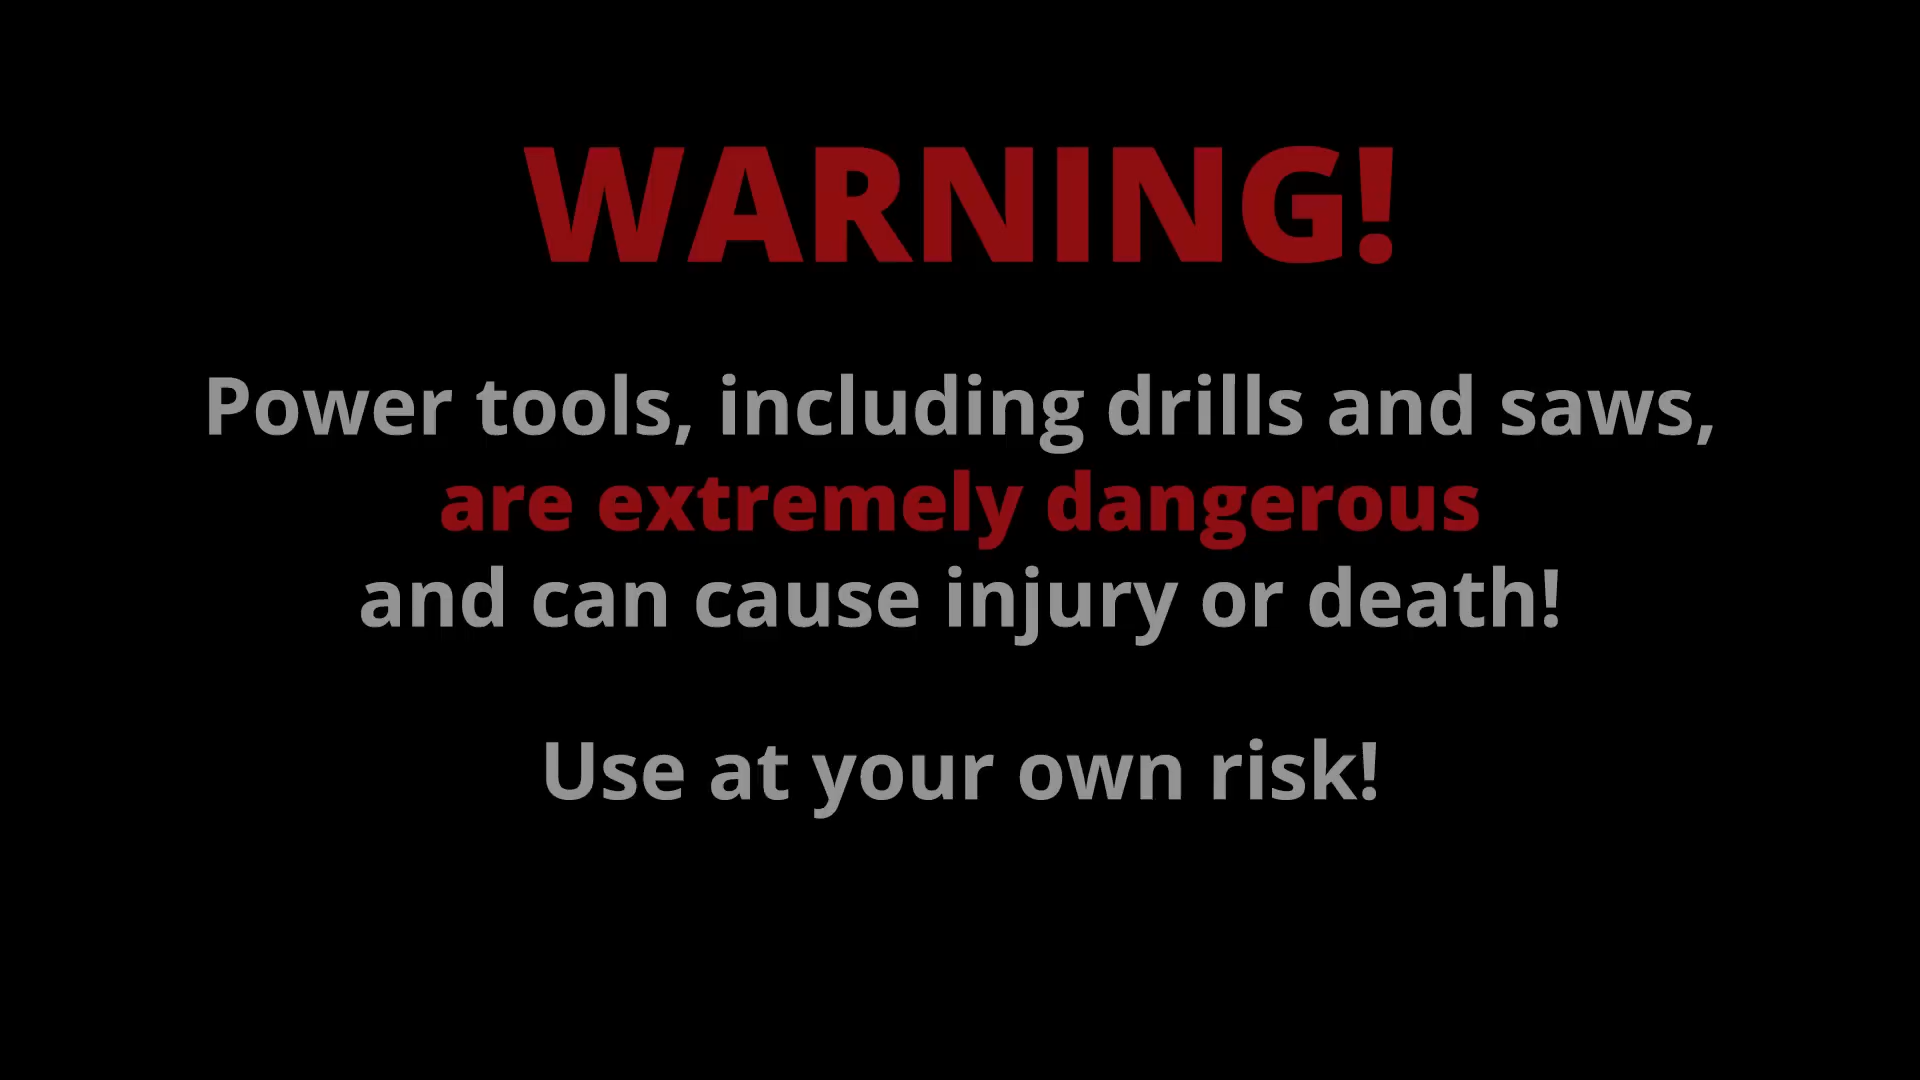 WARNING!
Power tools, including drills and saws,
are extremely dangerous
and can cause injury or death!
Use at your own risk!